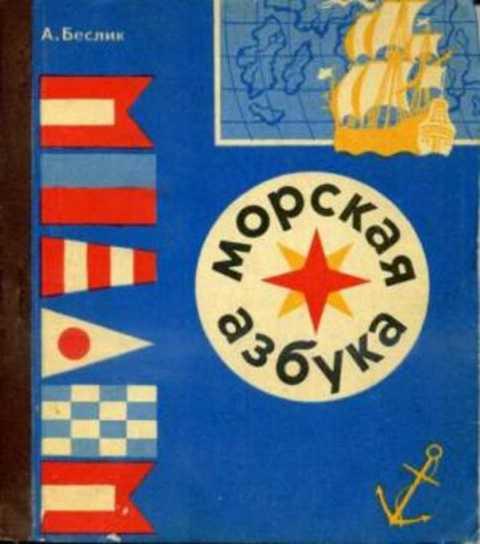 А. Беслик
морская
азбука